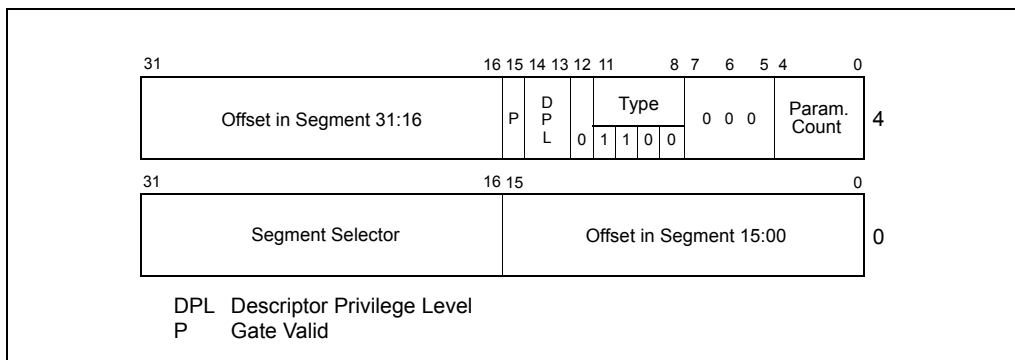 31 16 15 14 13 12 11 8 7 6 5 4 0
Offset in Segment 31:16 P D P L 0 Type 1 1 0 0 0 0 0 Param. Count 4
31 16 15 0
Segment Selector Offset in Segment 15:00 0
DPL Descriptor Privilege Level
P Gate Valid